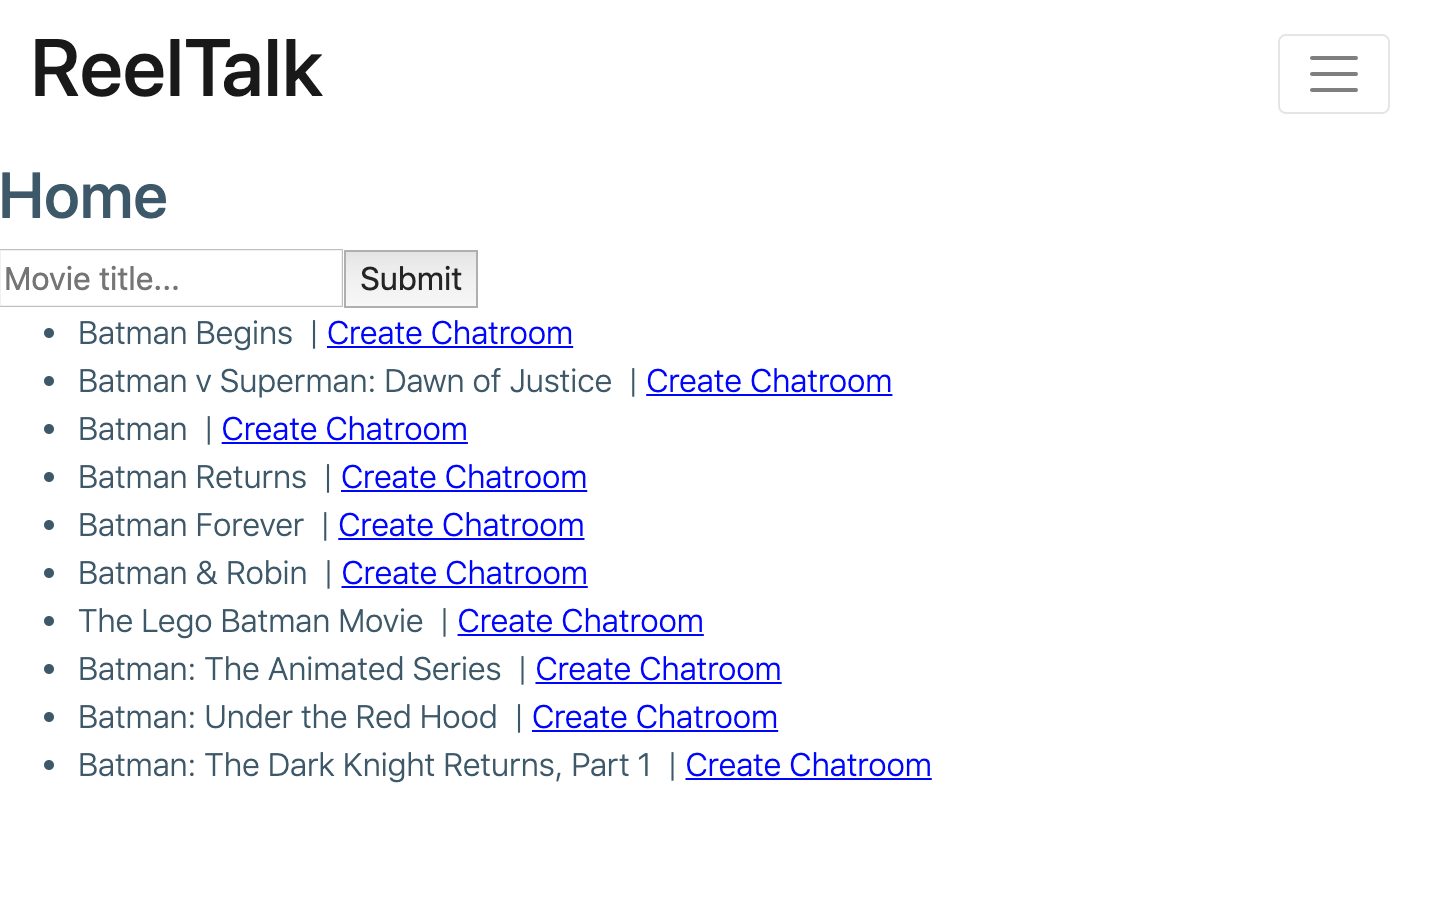 ReelTalk
Home
Movie title... Submit
• Batman Begins | Create Chatroom
• Batman v Superman: Dawn of Justice | Create Chatroom
• Batman | Create Chatroom
• Batman Returns | Create Chatroom
• Batman Forever | Create Chatroom
• Batman & Robin | Create Chatroom
• The Lego Batman Movie | Create Chatroom
• Batman: The Animated Series | Create Chatroom
• Batman: Under the Red Hood | Create Chatroom
• Batman: The Dark Knight Returns, Part 1 | Create Chatroom